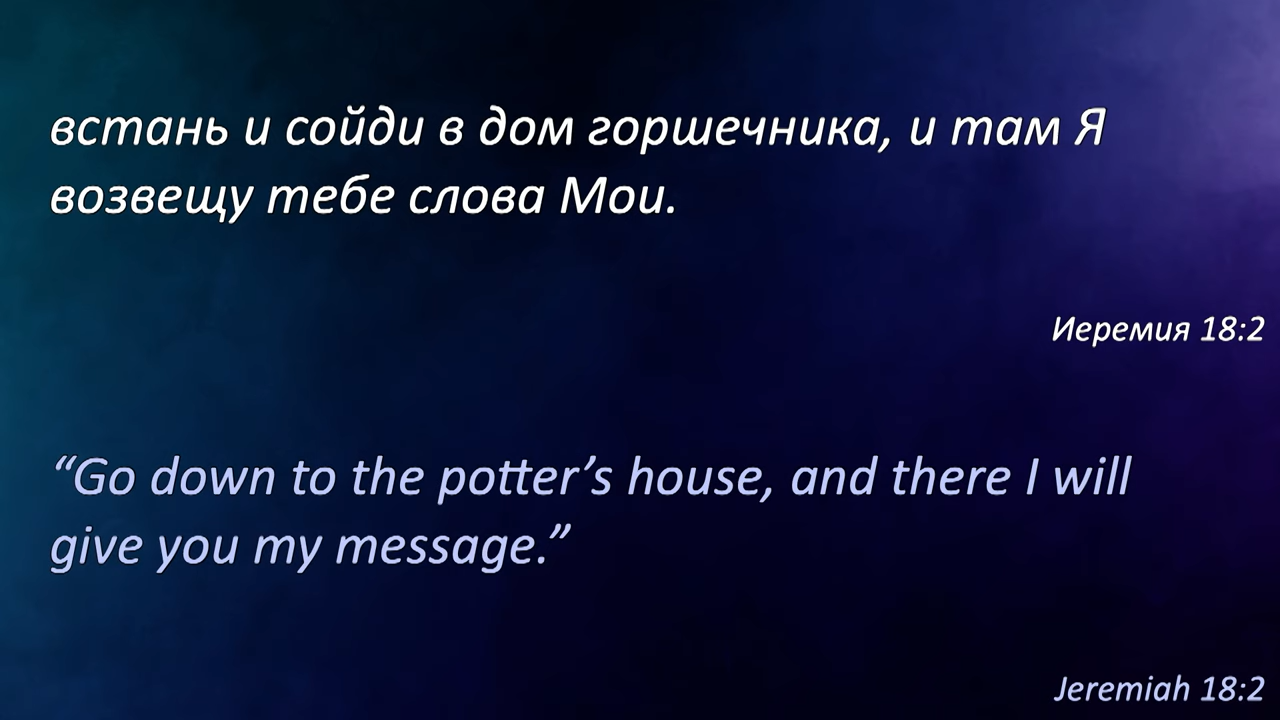 встань и сойди в дом горшечника, и там Я
возвещу тебе слова Мои.
Иеремия 18:2
“Go down to the potter’s house, and there I will
give you my message.”
Jeremiah 18:2